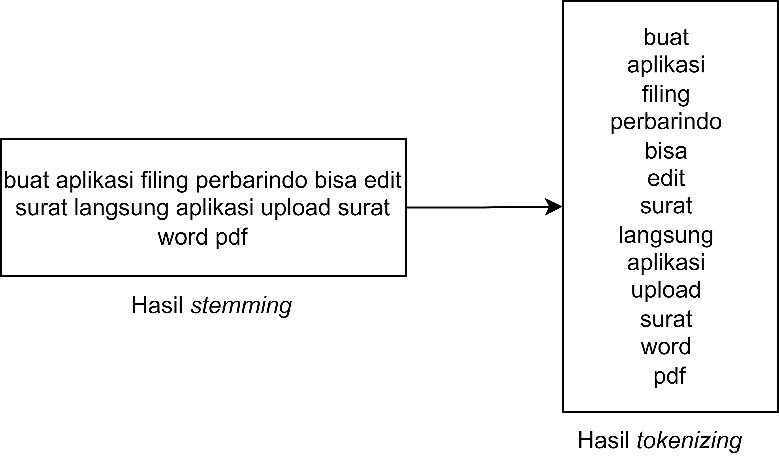 buat aplikasi filing perbarindo bisa edit
surat langsung aplikasi upload surat
word pdf
Hasil stemming
buat
aplikasi
filing
perbarindo
bisa
edit
surat
langsung
aplikasi
upload
surat
word
pdf
Hasil tokenizing